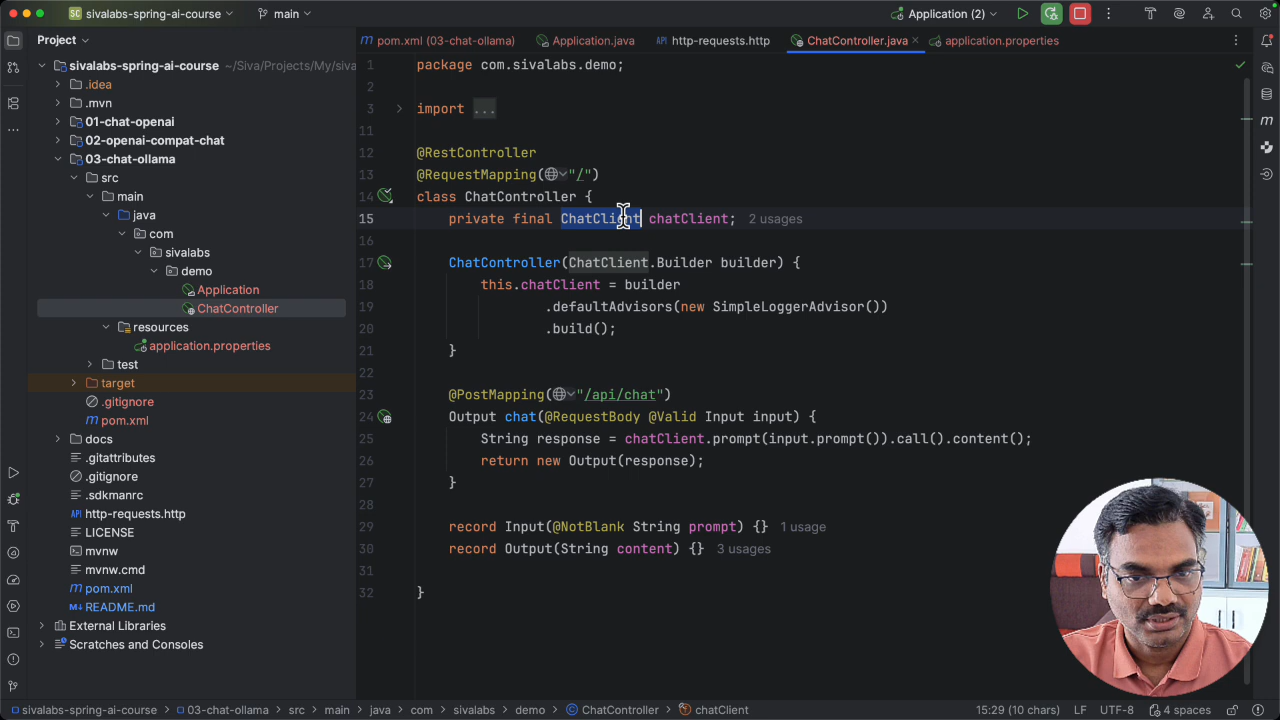 SC sivalabs-spring-ai-course main Application (2)
Project
pom.xml (03-chat-ollama) Application.java API http-requests.http ChatController.java application.properties
sivalabs-spring-ai-course ~/Siva/Projects/My/siva
.idea
.mvn
01-chat-openai
02-openai-compat-chat
03-chat-ollama
src
main
java
com
sivalabs
demo
Application
ChatController
resources
application.properties
test
target
.gitignore
pom.xml
docs
.gitattributes
.gitignore
.sdkmanrc
API http-requests.http
LICENSE
mvnw
mvnw.cmd
pom.xml
README.md
External Libraries
Scratches and Consoles
1 package com.sivalabs.demo;
2
3 import ...
11
12 @RestController
13 @RequestMapping("/")
14 class ChatController {
15 private final ChatClient chatClient; 2 usages
16
17 ChatController(ChatClient.Builder builder) {
18 this.chatClient = builder
19 .defaultAdvisors(new SimpleLoggerAdvisor())
20 .build();
21 }
22
23 @PostMapping("/api/chat")
24 Output chat(@RequestBody @Valid Input input) {
25 String response = chatClient.prompt(input.prompt()).call().content();
26 return new Output(response);
27 }
28
29 record Input(@NotBlank String prompt) {} 1 usage
30 record Output(String content) {} 3 usages
31
32 }
sivalabs-spring-ai-course > 03-chat-ollama > src > main > java > com > sivalabs > demo > ChatController > chatClient 15:29 (10 chars) LF UTF-8 4 spaces